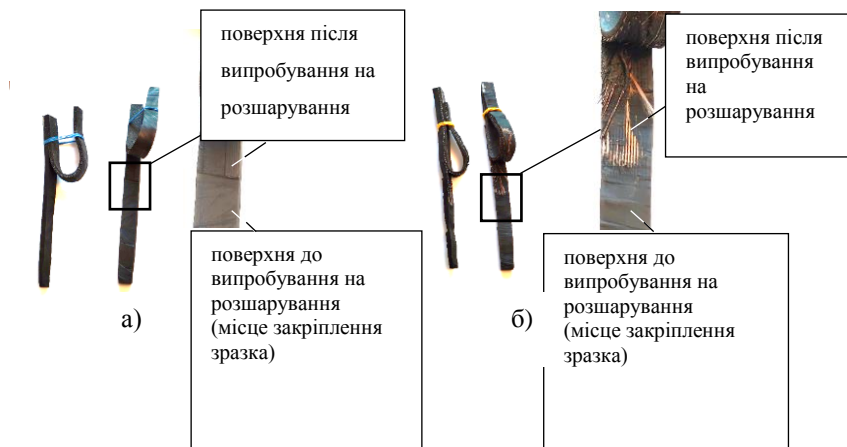 поверхня після
випробування на
розшарування
поверхня до
випробування на
розшарування
(місце закріплення
зразка)
а)
поверхня після
випробування
на
розшарування
поверхня до
випробування на
розшарування
(місце закріплення
зразка)
б)